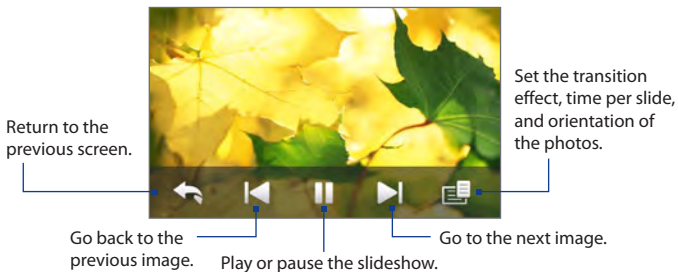 Set the transition
effect, time per slide,
and orientation of
the photos.
Return to the
previous screen.
Go back to the
previous image.
Play or pause the slideshow.
Go to the next image.